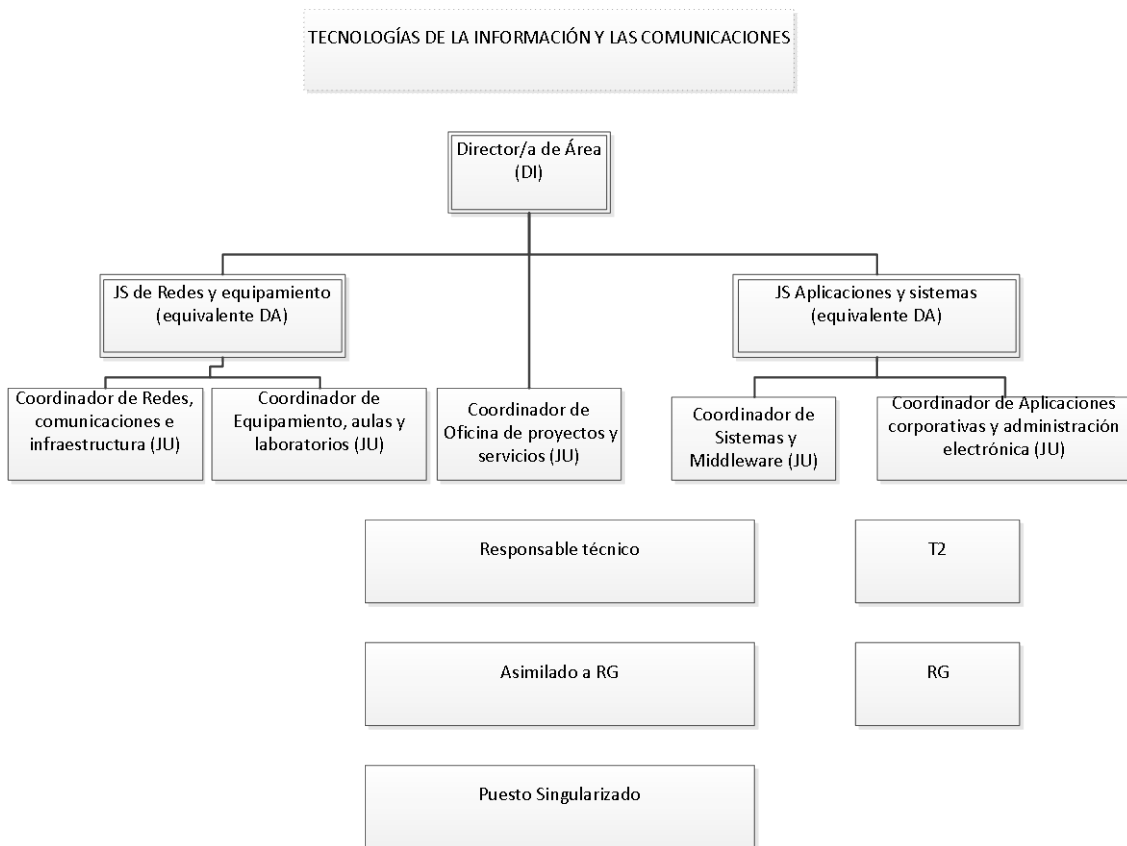 TECNOLOGÍAS DE LA INFORMACIÓN Y LAS COMUNICACIONES
Director/a de Área
(DI)
JS de Redes y equipamiento
(equivalente DA)
JS Aplicaciones y sistemas
(equivalente DA)
Coordinador de Redes,
comunicaciones e
infraestructura (JU)
Coordinador de
Equipamiento, aulas y
laboratorios (JU)
Coordinador de
Oficina de proyectos y
servicios (JU)
Coordinador de
Sistemas y
Middleware (JU)
Coordinador de Aplicaciones
corporativas y administración
electrónica (JU)
Responsable técnico
T2
Asimilado a RG
RG
Puesto Singularizado